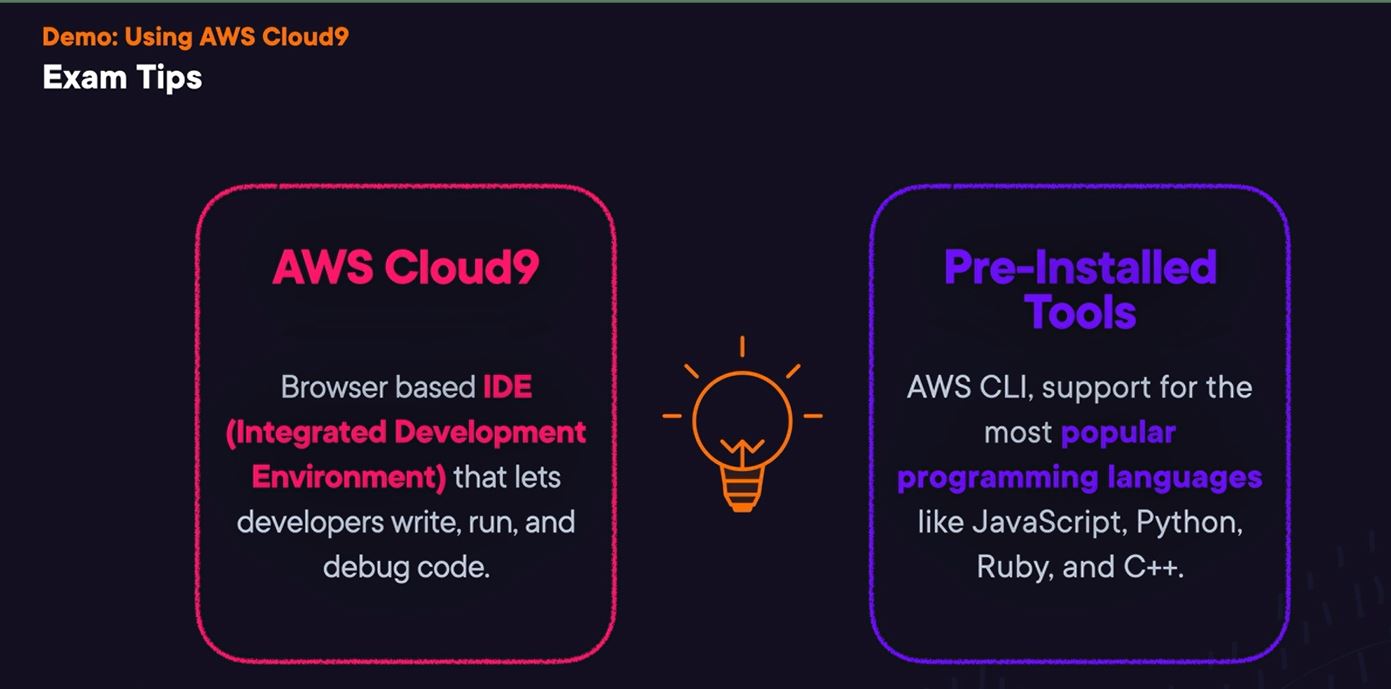 Demo: Using AWS Cloud9
Exam Tips
AWS Cloud9
Browser based IDE
(Integrated Development
Environment) that lets
developers write, run, and
debug code.
Pre-Installed
Tools
AWS CLI, support for the
most popular
programming languages
like JavaScript, Python,
Ruby, and C++.